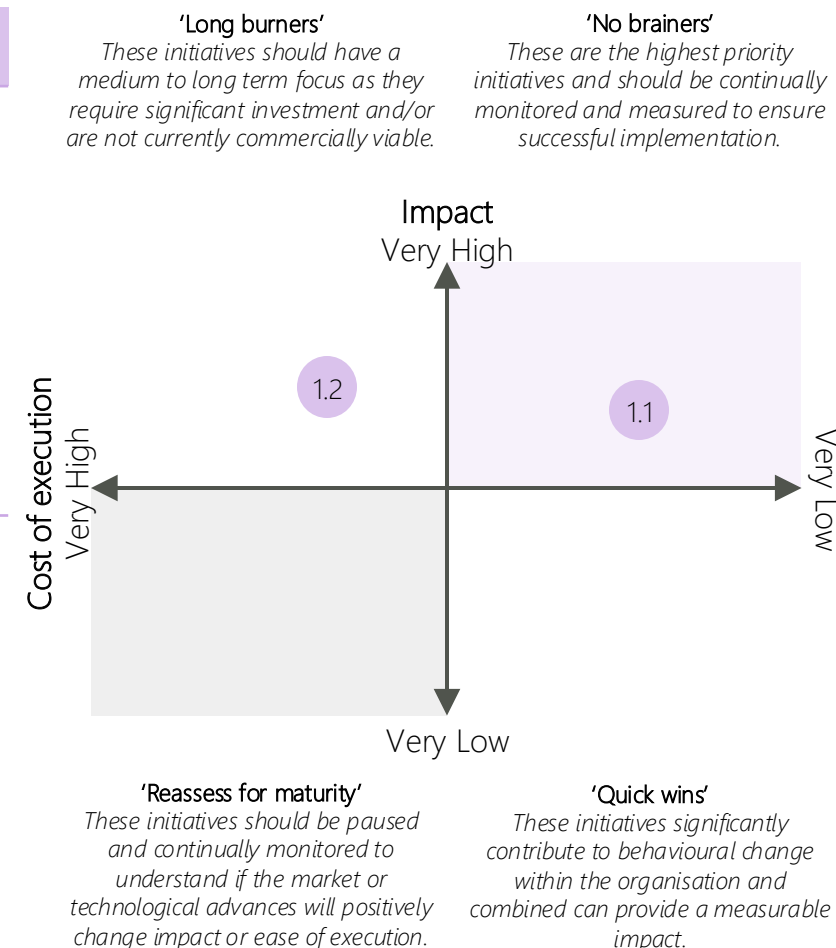 ‘Long burners’
These initiatives should have a
medium to long term focus as they
require significant investment and/or
are not currently commercially viable.
‘No brainers’
These are the highest priority
initiatives and should be continually
monitored and measured to ensure
successful implementation.
Impact
Very High
1.2
1.1
Cost of execution
Very High
Very Low
Very Low
‘Reassess for maturity’
These initiatives should be paused
and continually monitored to
understand if the market or
technological advances will positively
change impact or ease of execution.
‘Quick wins’
These initiatives significantly
contribute to behavioural change
within the organisation and
combined can provide a measurable
impact.